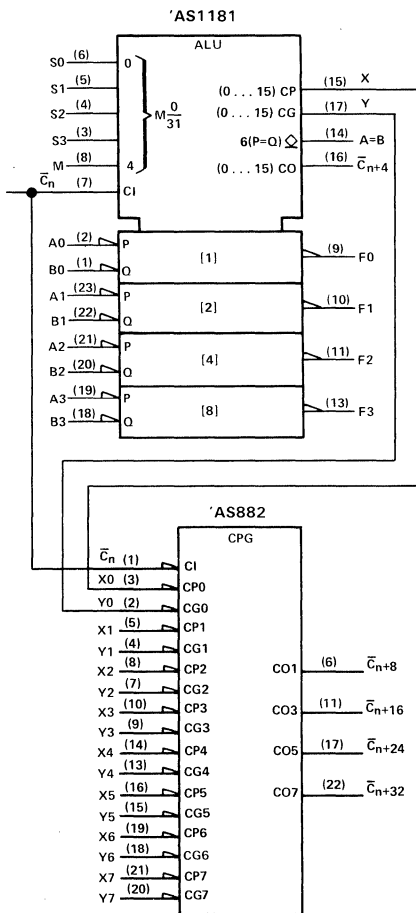 'AS1181
ALU
S0 (6) 0
S1 (5)
(0 . . . 15) CP (15) X
S2 (4) M 0/31
(0 . . . 15) CG (17) Y
S3 (3)
6(P=Q) (14) A=B
M (8) 4
(0 . . . 15) CO (16) C̅n+4
C̅n (7) CI
A0 (2) P
[1] (9) F0
B0 (1) Q
A1 (23) P
[2] (10) F1
B1 (22) Q
A2 (21) P
[4] (11) F2
B2 (20) Q
A3 (19) P
[8] (13) F3
B3 (18) Q
'AS882
CPG
C̅n (1) CI
X0 (3) CP0
Y0 (2) CG0
X1 (5) CP1
Y1 (4) CG1
X2 (8) CP2
CO1 (6) C̅n+8
Y2 (7) CG2
X3 (10) CP3
CO3 (11) C̅n+16
Y3 (9) CG3
X4 (14) CP4
CO5 (17) C̅n+24
Y4 (13) CG4
X5 (16) CP5
CO7 (22) C̅n+32
Y5 (15) CG5
X6 (19) CP6
Y6 (18) CG6
X7 (21) CP7
Y7 (20) CG7